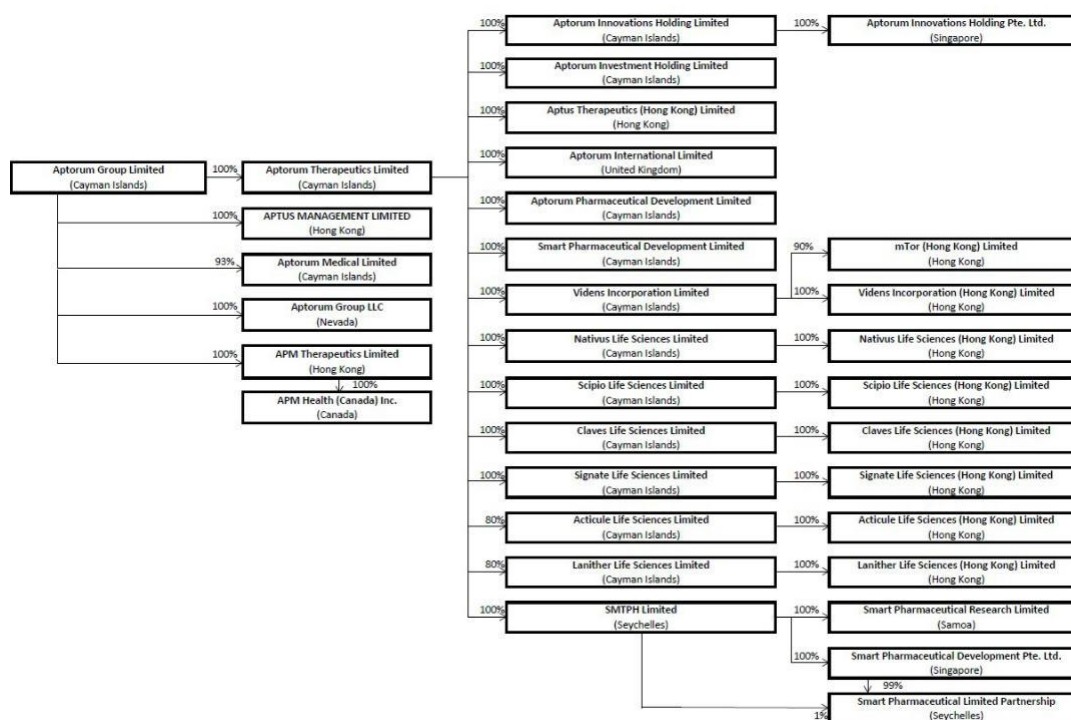 100%
Aptorum Innovations Holding Limited
(Cayman Islands)
100%
Aptorum Innovations Holding Pte. Ltd.
(Singapore)
100%
Aptorum Investment Holding Limited
(Cayman Islands)
100%
Aptus Therapeutics (Hong Kong) Limited
(Hong Kong)
Aptorum Group Limited
(Cayman Islands)
100%
Aptorum Therapeutics Limited
(Cayman Islands)
100%
Aptorum International Limited
(United Kingdom)
100%
APTUS MANAGEMENT LIMITED
(Hong Kong)
100%
Aptorum Pharmaceutical Development Limited
(Cayman Islands)
93%
Aptorum Medical Limited
(Cayman Islands)
100%
Smart Pharmaceutical Development Limited
(Cayman Islands)
90%
mTor (Hong Kong) Limited
(Hong Kong)
100%
Aptorum Group LLC
(Nevada)
100%
Videns Incorporation Limited
(Cayman Islands)
100%
Videns Incorporation (Hong Kong) Limited
(Hong Kong)
100%
APM Therapeutics Limited
(Hong Kong)
100%
APM Health (Canada) Inc.
(Canada)
100%
Nativus Life Sciences Limited
(Cayman Islands)
100%
Nativus Life Sciences (Hong Kong) Limited
(Hong Kong)
100%
Scipio Life Sciences Limited
(Cayman Islands)
100%
Scipio Life Sciences (Hong Kong) Limited
(Hong Kong)
100%
Claves Life Sciences Limited
(Cayman Islands)
100%
Claves Life Sciences (Hong Kong) Limited
(Hong Kong)
100%
Signate Life Sciences Limited
(Cayman Islands)
100%
Signate Life Sciences (Hong Kong) Limited
(Hong Kong)
80%
Acticule Life Sciences Limited
(Cayman Islands)
100%
Acticule Life Sciences (Hong Kong) Limited
(Hong Kong)
80%
Lanither Life Sciences Limited
(Cayman Islands)
100%
Lanither Life Sciences (Hong Kong) Limited
(Hong Kong)
100%
SMTPH Limited
(Seychelles)
100%
Smart Pharmaceutical Research Limited
(Samoa)
100%
Smart Pharmaceutical Development Pte. Ltd.
(Singapore)
99%
1%
Smart Pharmaceutical Limited Partnership
(Seychelles)